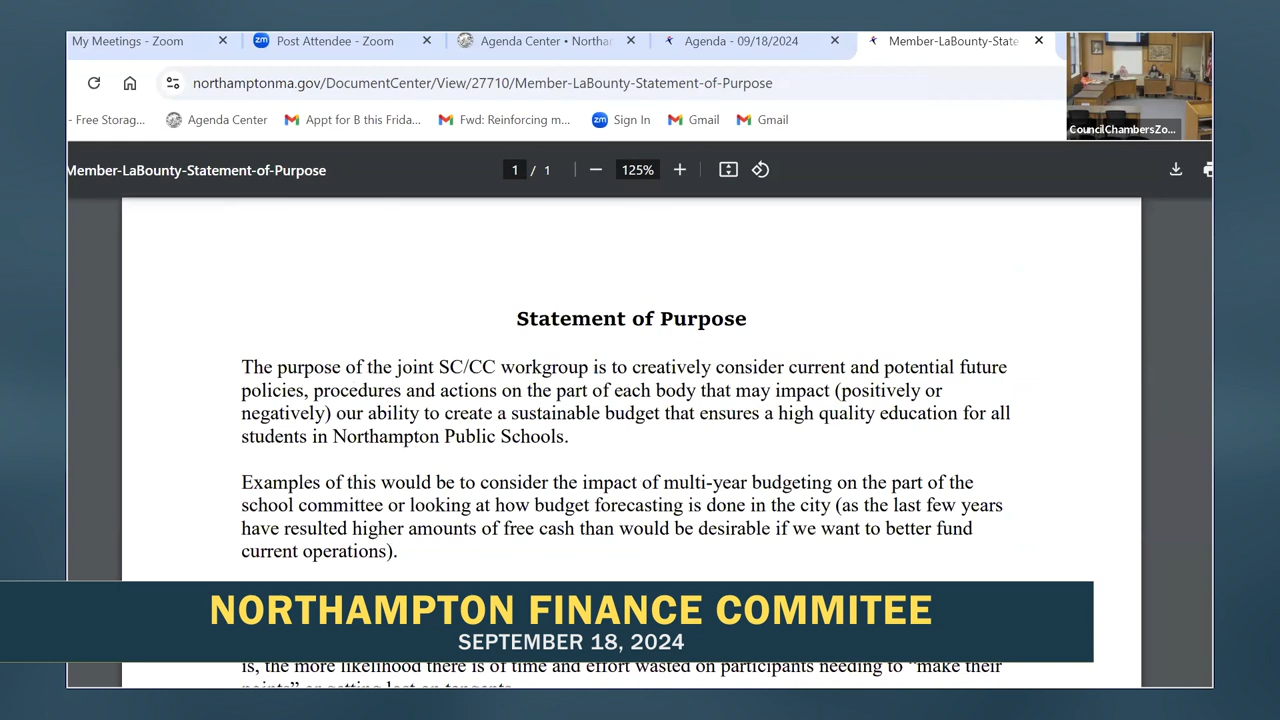 My Meetings - Zoom
zm Post Attendee - Zoom
Agenda Center • Northar
Agenda - 09/18/2024
Member-LaBounty-State
northamptonma.gov/DocumentCenter/View/27710/Member-LaBounty-Statement-of-Purpose
- Free Storag...
Agenda Center
Appt for B this Frida...
Fwd: Reinforcing m...
zm Sign In
Gmail
Gmail
CouncilChambersZo...
Member-LaBounty-Statement-of-Purpose
1 / 1
125%
Statement of Purpose
The purpose of the joint SC/CC workgroup is to creatively consider current and potential future
policies, procedures and actions on the part of each body that may impact (positively or
negatively) our ability to create a sustainable budget that ensures a high quality education for all
students in Northampton Public Schools.
Examples of this would be to consider the impact of multi-year budgeting on the part of the
school committee or looking at how budget forecasting is done in the city (as the last few years
have resulted higher amounts of free cash than would be desirable if we want to better fund
current operations).
NORTHAMPTON FINANCE COMMITEE
SEPTEMBER 18, 2024
is, the more likelihood there is of time and effort wasted on participants needing to “make their